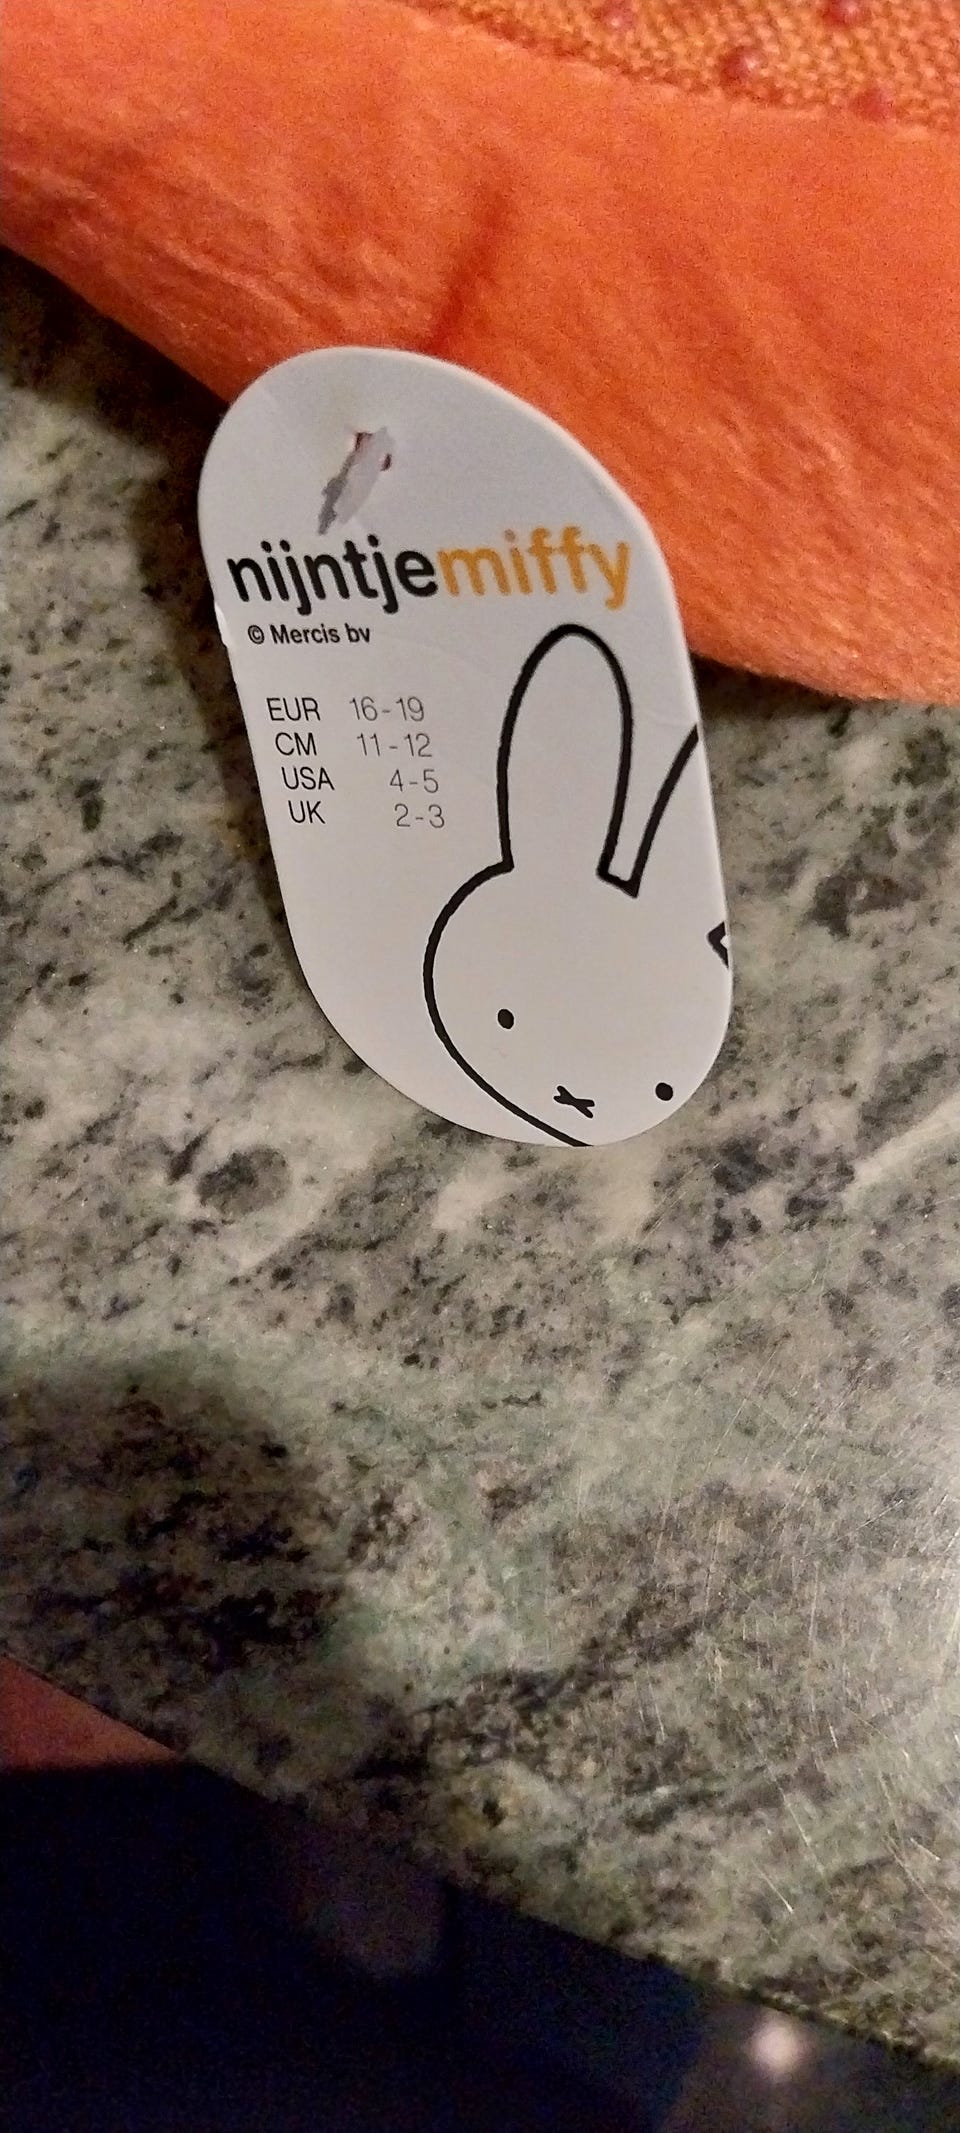 nijntjemiffy
© Mercis bv
EUR 16-19
CM 11-12
USA 4-5
UK 2-3